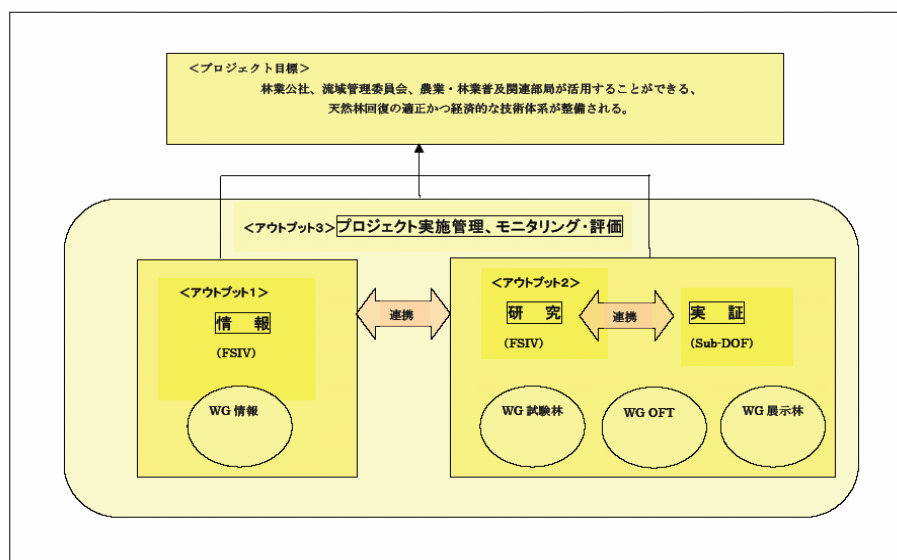 ＜プロジェクト目標＞
林業公社、流域管理委員会、農業・林業普及関連部局が活用することができる、
天然林回復の適正かつ経済的な技術体系が整備される。
＜アウトプット3＞プロジェクト実施管理、モニタリング・評価
＜アウトプット1＞
情 報
(FSIV)
WG 情報
連携
＜アウトプット2＞
研 究
(FSIV)
連携
実 証
(Sub-DOF)
WG 試験林
WG OFT
WG 展示林